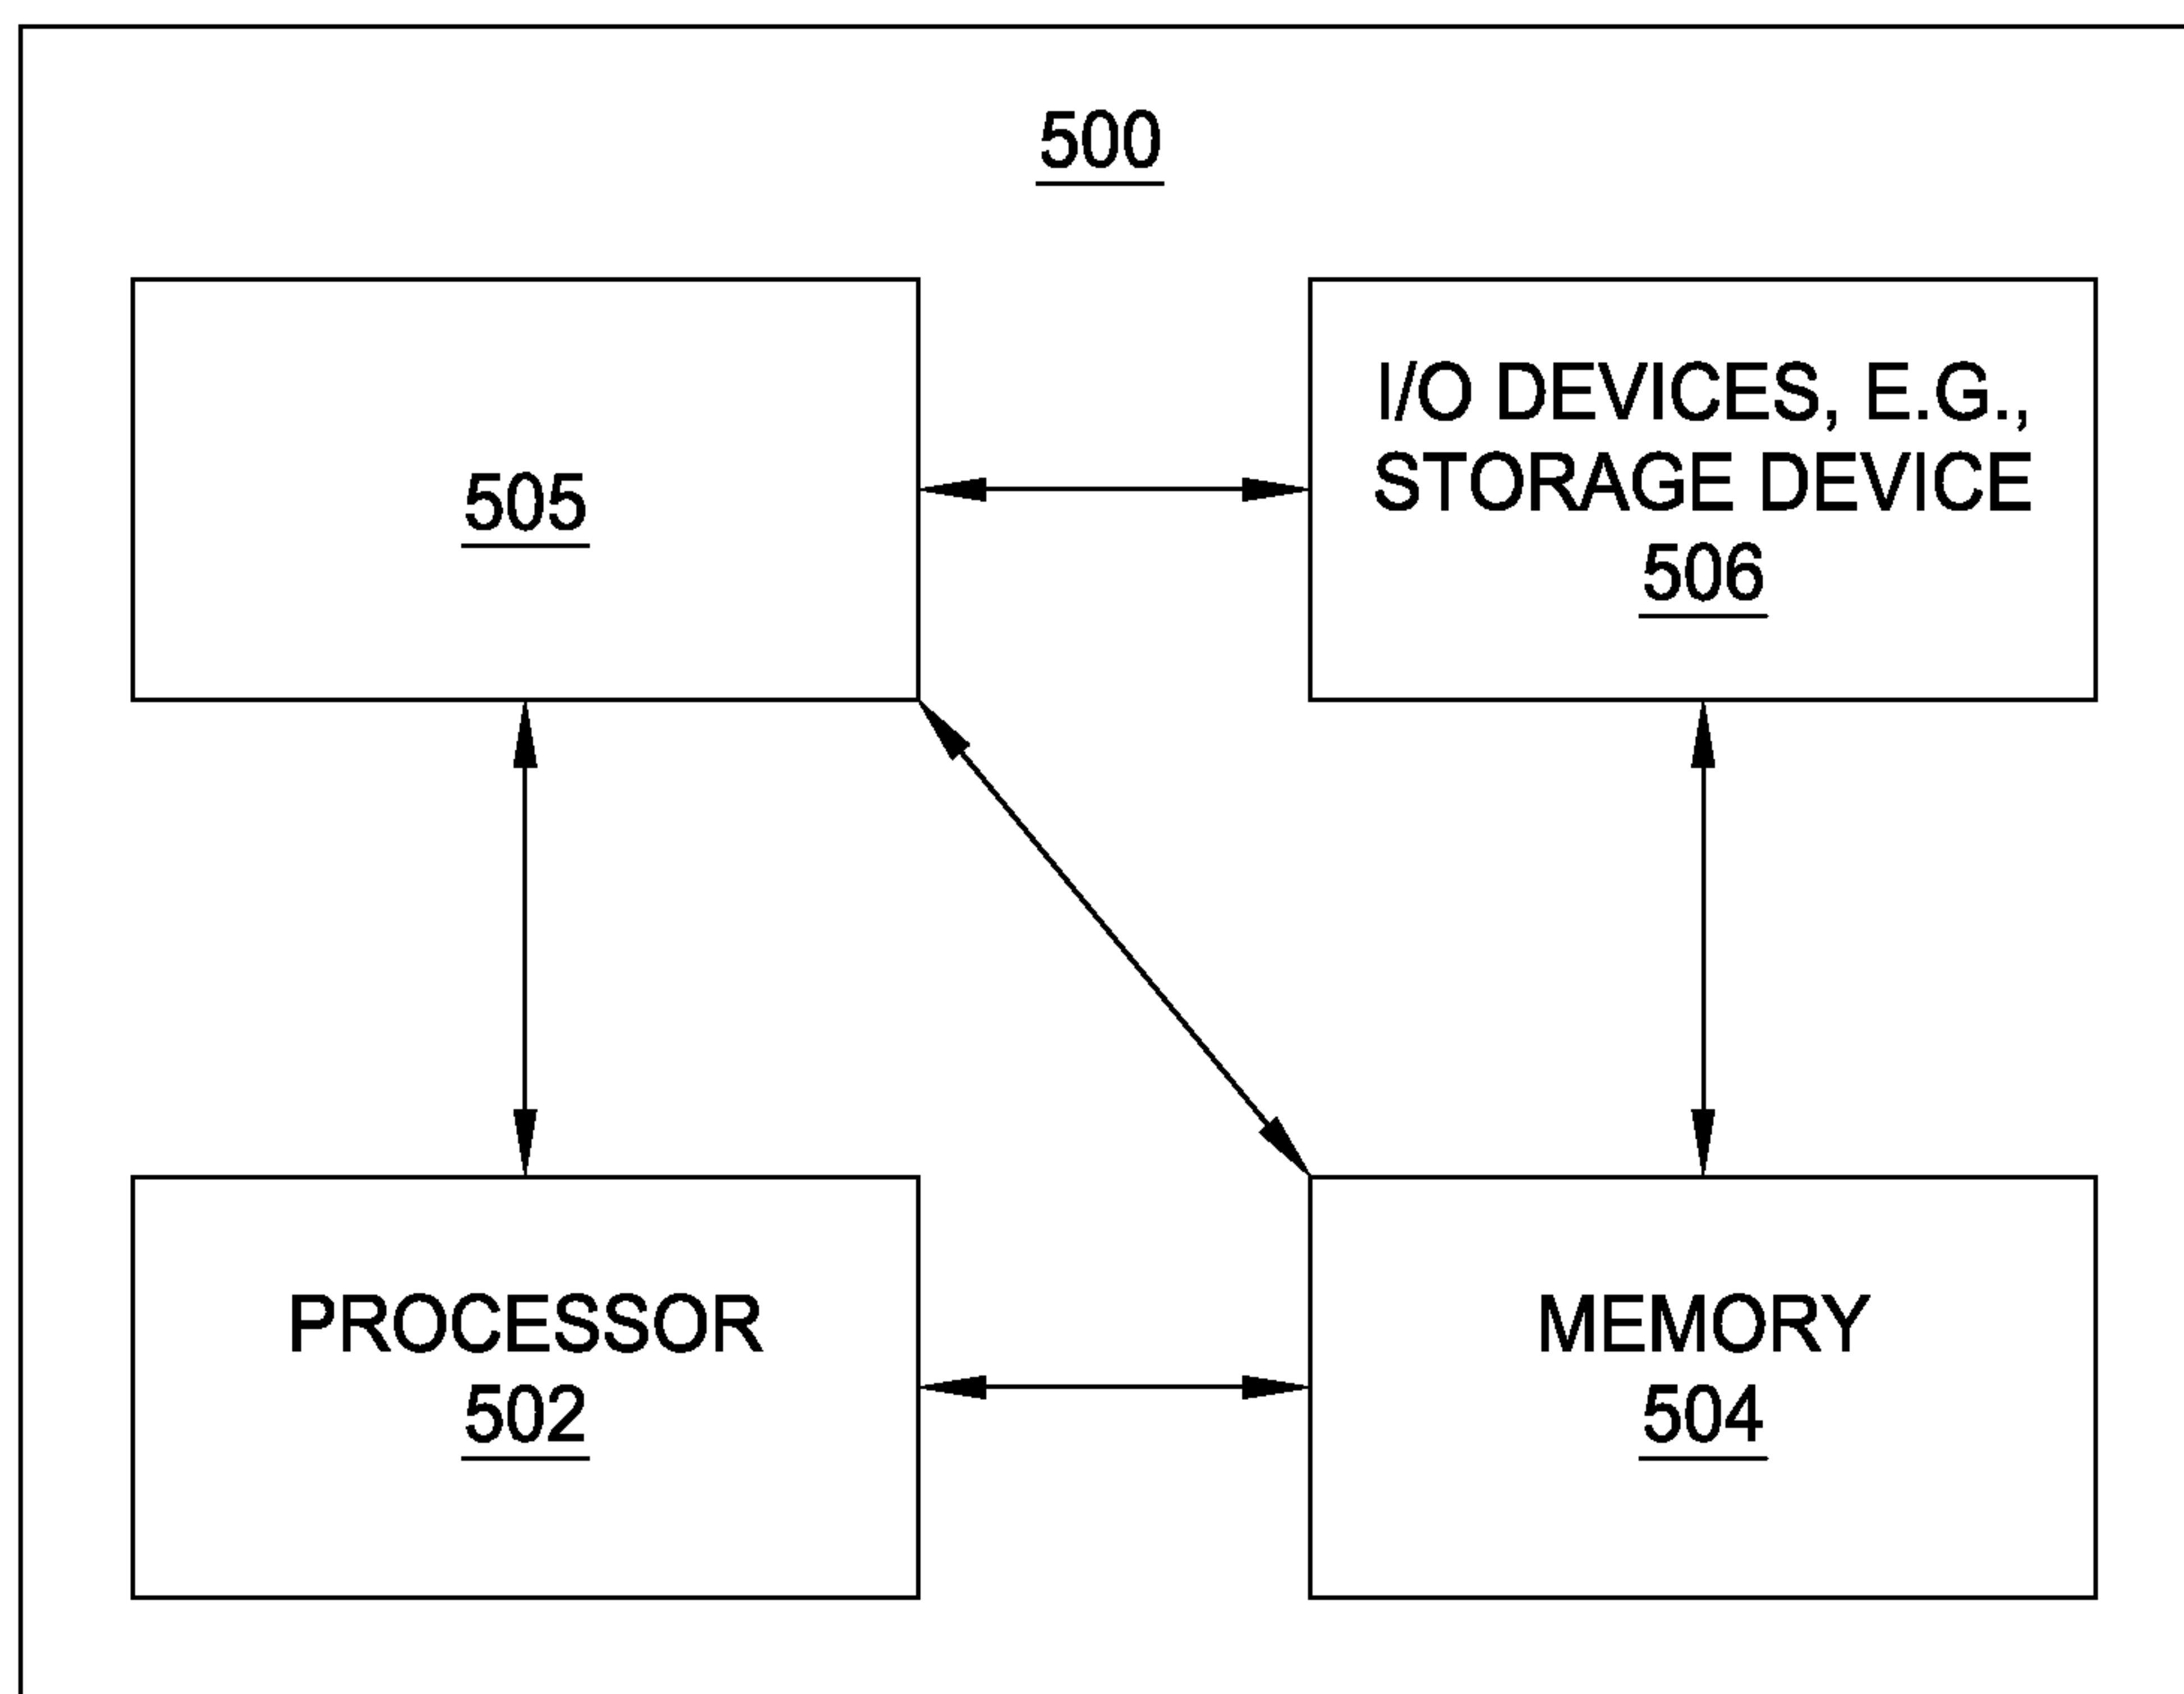 500
505
I/O DEVICES, E.G.,
STORAGE DEVICE
506
PROCESSOR
502
MEMORY
504